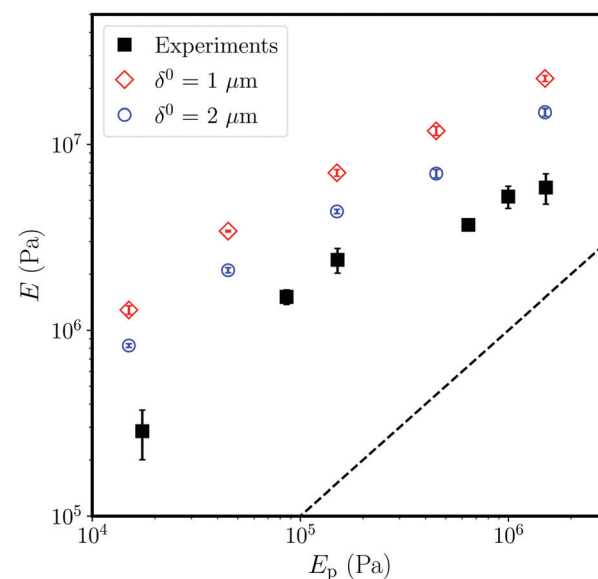 Experiments
δ⁰ = 1 μm
δ⁰ = 2 μm
10⁷
10⁶
10⁵
E (Pa)
10⁴ 10⁵ 10⁶
Eₚ (Pa)